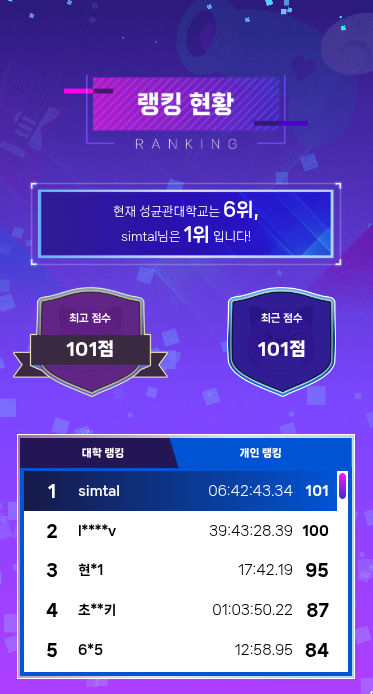 랭킹 현황
RANKING
현재 성균관대학교는 6위,
simtal님은 1위 입니다!
최고 점수
101점
최근 점수
101점
대학 랭킹
개인 랭킹
1 simtal 06:42:43.34 101
2 l****v 39:43:28.39 100
3 현*1 17:42.19 95
4 초**키 01:03:50.22 87
5 6*5 12:58.95 84